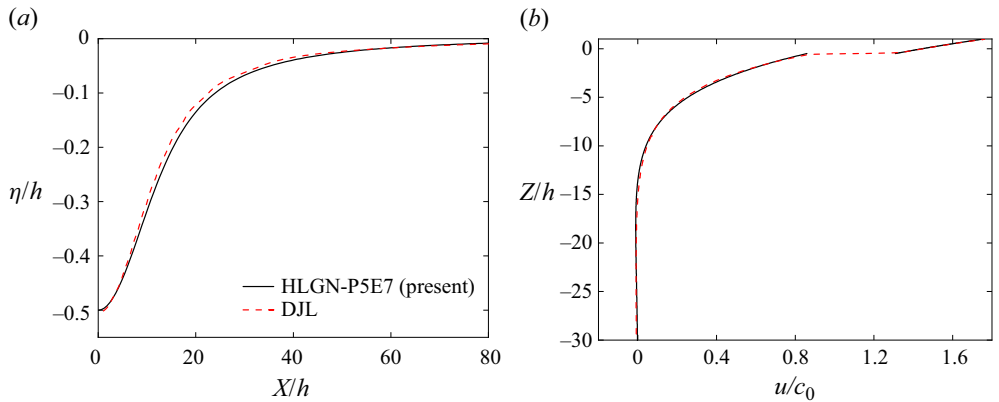 (a)
0
–0.1
–0.2
η/h
–0.3
–0.4
–0.5
HLGN-P5E7 (present)
DJL
0 20 40 60 80
X/h
(b)
0
–5
–10
Z/h
–15
–20
–25
–30
0 0.4 0.8 1.2 1.6
u/c₀